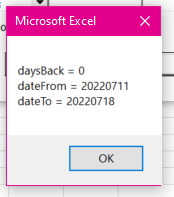 Microsoft Excel
daysBack = 0
dateFrom = 20220711
dateTo = 20220718
OK